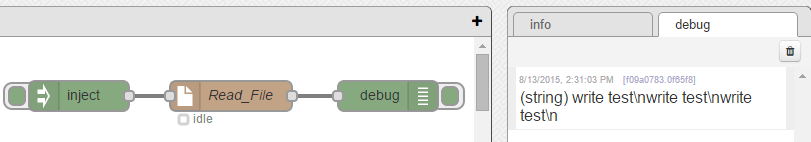 +
info
debug
inject
Read_File
debug
idle
8/13/2015, 2:31:03 PM [f09a0783.0f65f8]
(string) write test\nwrite test\nwrite
test\n